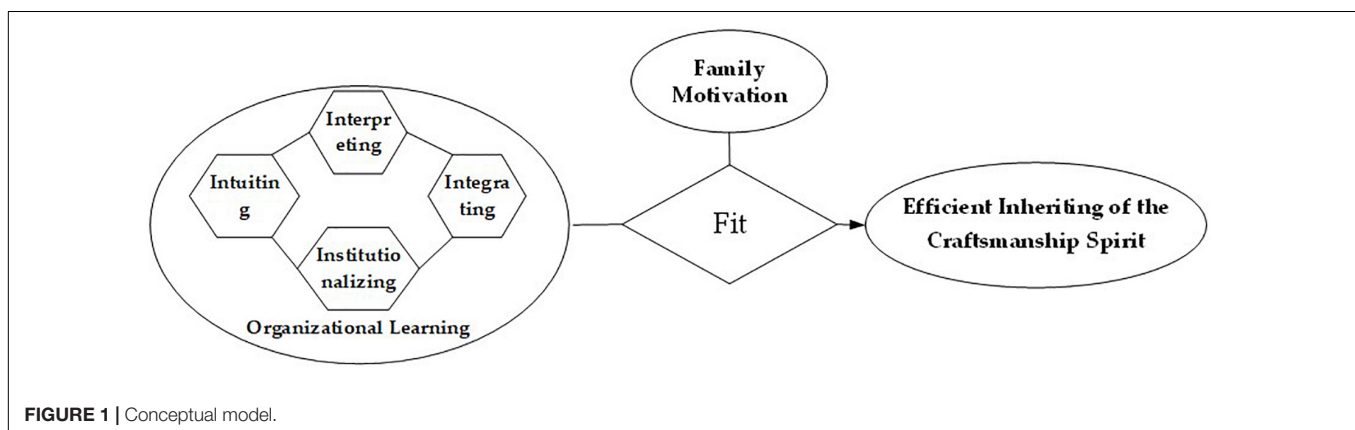 Family
Motivation
Interpr
eting
Intuitin
g
Integra
ting
Institutio
nalizing
Organizational Learning
Fit
Efficient Inheriting of the
Craftsmanship Spirit
FIGURE 1 | Conceptual model.